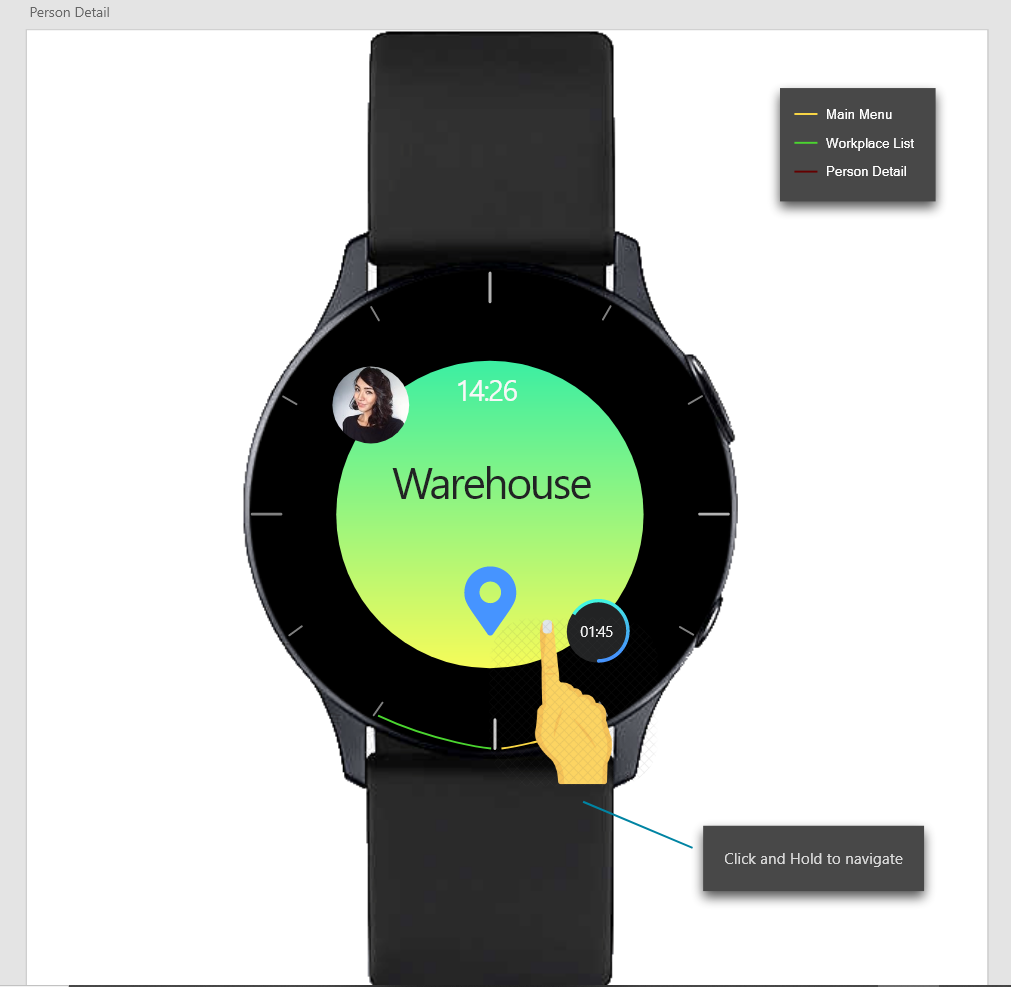 Person Detail
Main Menu
Workplace List
Person Detail
14:26
Warehouse
01:45
Click and Hold to navigate